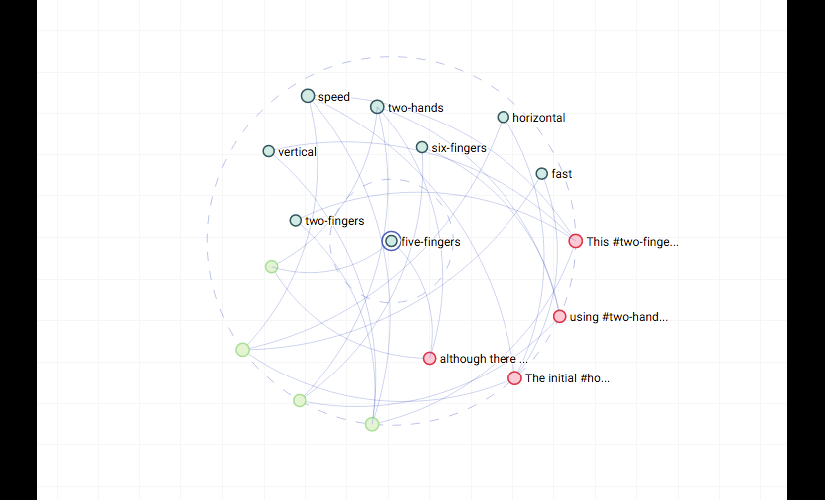 speed
two-hands
horizontal
vertical
six-fingers
fast
two-fingers
five-fingers
This #two-finge...
using #two-hand...
although there ...
The initial #ho...